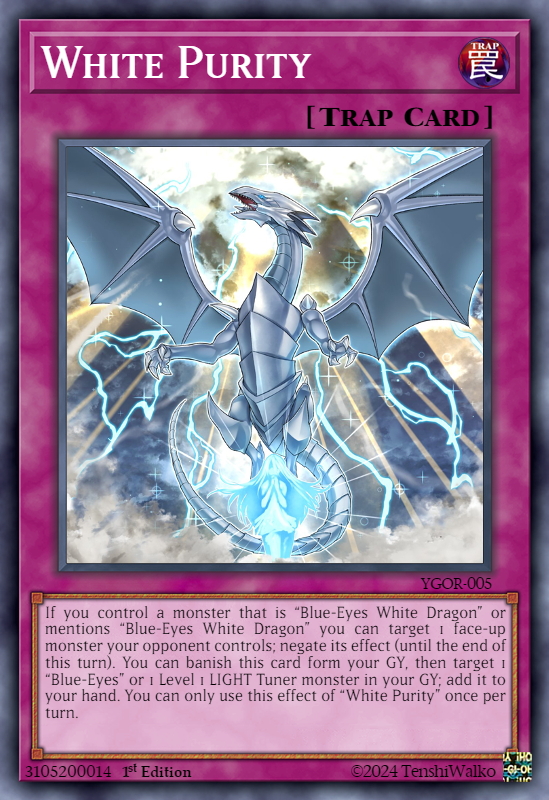 WHITE PURITY
TRAP
罠
[TRAP CARD]
YGOR-005
If you control a monster that is “Blue-Eyes White Dragon” or
mentions “Blue-Eyes White Dragon” you can target 1 face-up
monster your opponent controls; negate its effect (until the end of
this turn). You can banish this card form your GY, then target 1
“Blue-Eyes” or 1 Level 1 LIGHT Tuner monster in your GY; add it to
your hand. You can only use this effect of “White Purity” once per
turn.
3105200014 1st Edition ©2024 TenshiWalko